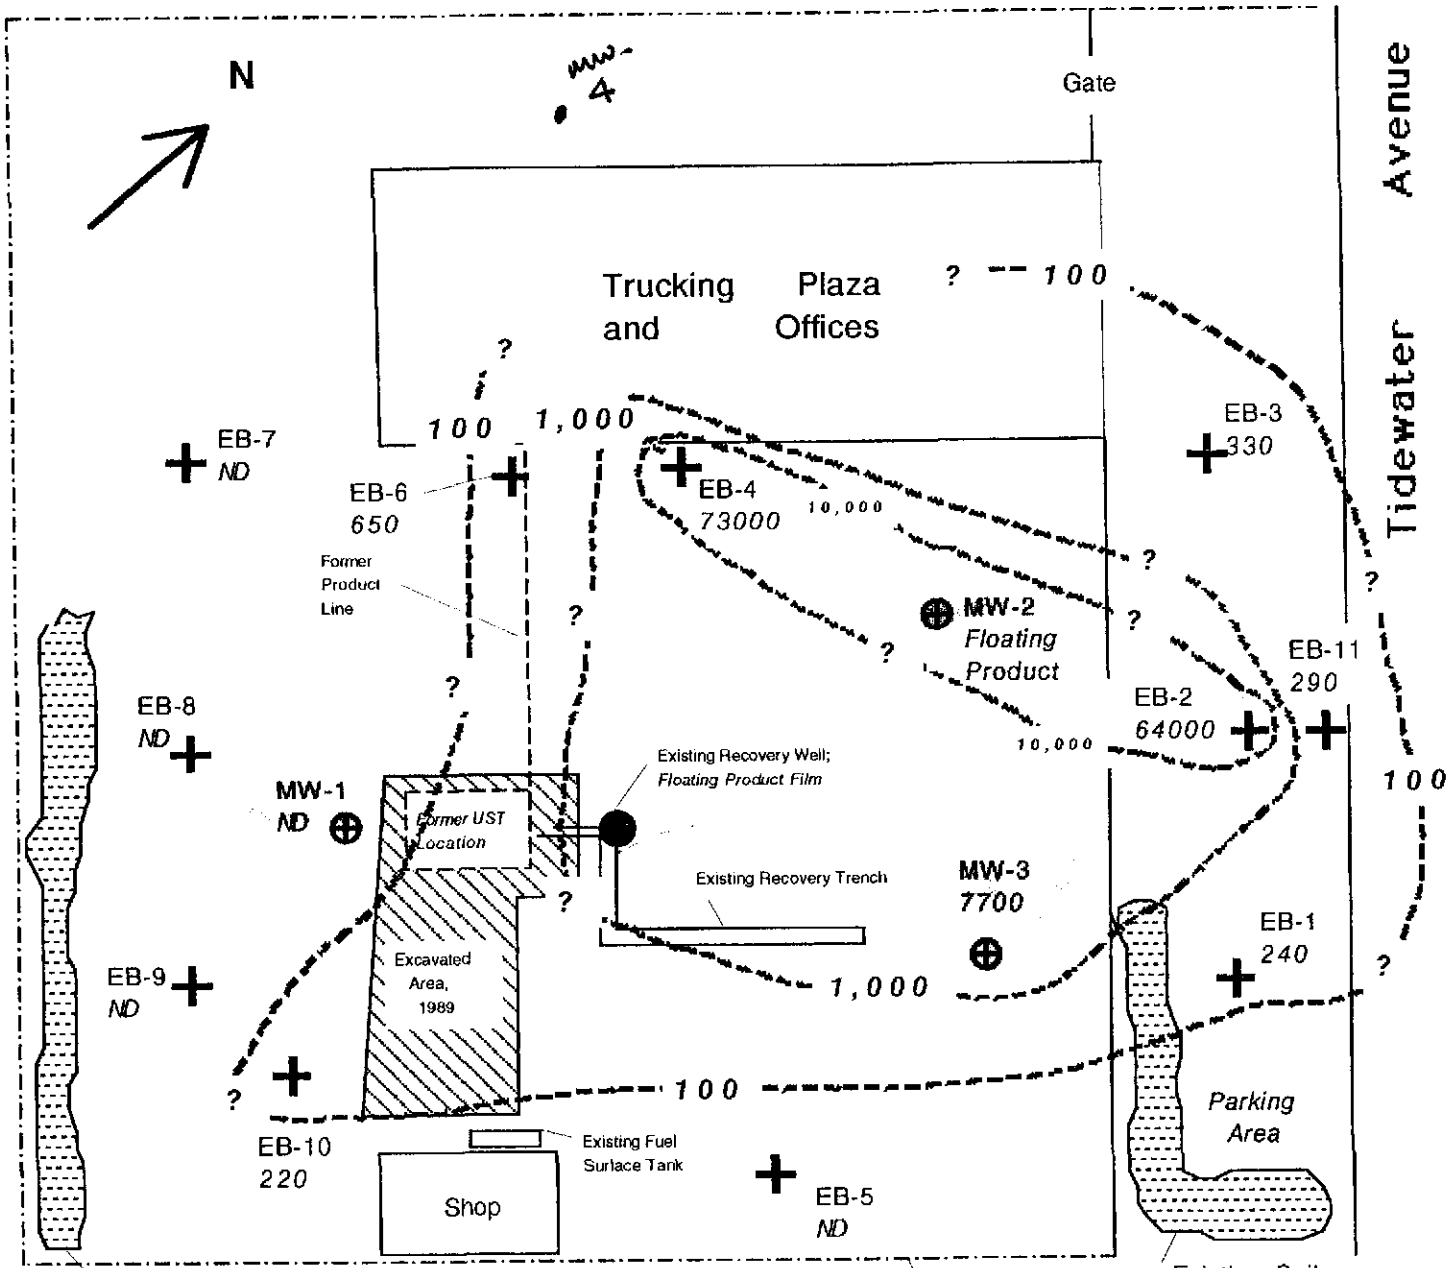 N
MW-
4
Gate
Tidewater Avenue
Trucking Plaza
and Offices
? 100
?
100 1,000
EB-7
ND
EB-3
330
EB-6
650
EB-4
73000
10,000
Former
Product
Line
?
?
?
MW-2
Floating
Product
?
?
?
EB-11
290
EB-2
64000
10,000
EB-8
ND
?
Existing Recovery Well;
Floating Product Film
100
MW-1
ND
Former UST
Location
Existing Recovery Trench
MW-3
7700
?
EB-1
240
?
Excavated
Area,
1989
EB-9
ND
1,000
100
?
Parking
Area
EB-10
220
Existing Fuel
Surface Tank
Shop
EB-5
ND